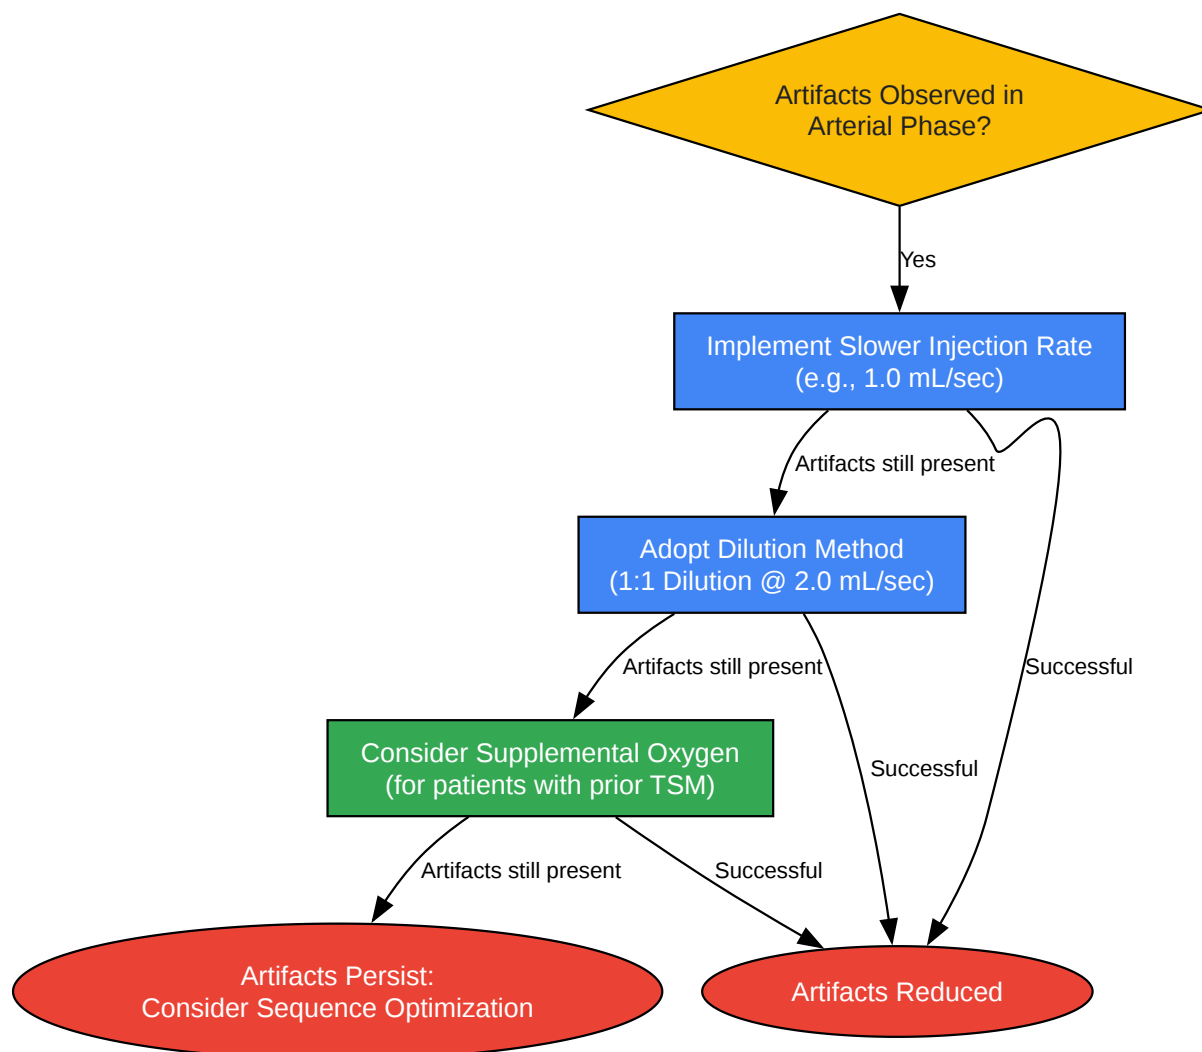 Artifacts Observed in
Arterial Phase?
Yes
Implement Slower Injection Rate
(e.g., 1.0 mL/sec)
Artifacts still present
Adopt Dilution Method
(1:1 Dilution @ 2.0 mL/sec)
Artifacts still present
Successful
Consider Supplemental Oxygen
(for patients with prior TSM)
Successful
Artifacts still present
Successful
Artifacts Persist:
Consider Sequence Optimization
Artifacts Reduced